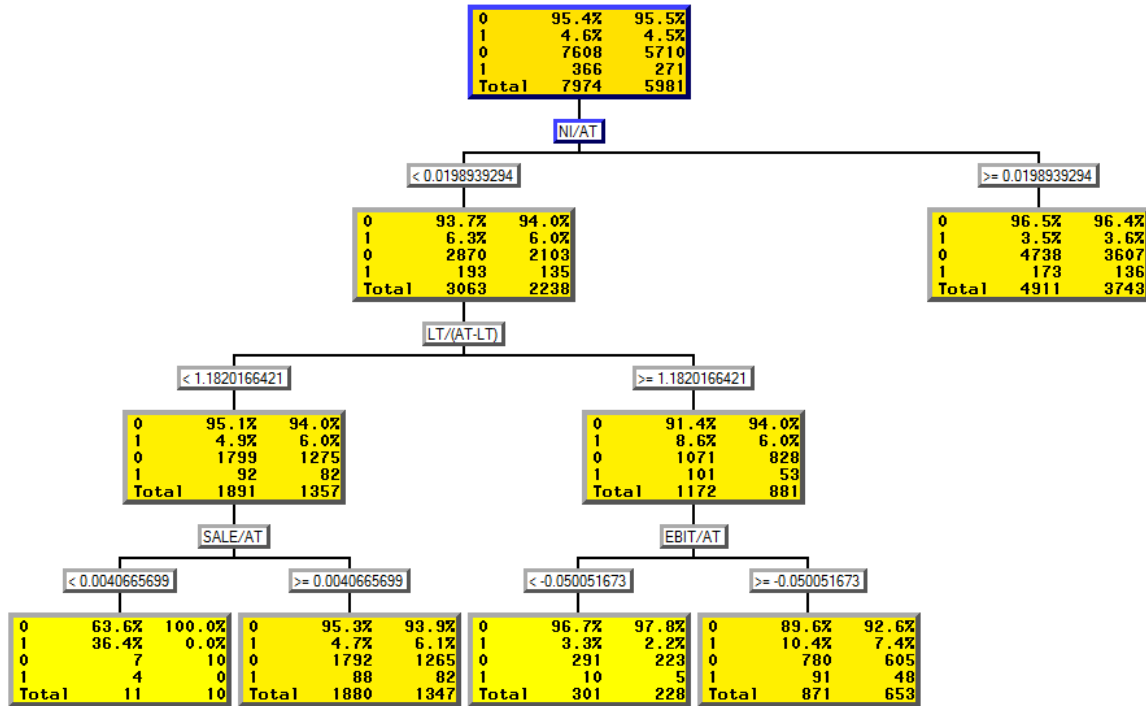 0 95.4% 95.5%
1 4.6% 4.5%
0 7608 5710
1 366 271
Total 7974 5981
NI/AT
< 0.0198939294
>= 0.0198939294
0 93.7% 94.0%
1 6.3% 6.0%
0 2870 2103
1 193 135
Total 3063 2238
0 96.5% 96.4%
1 3.5% 3.6%
0 4738 3607
1 173 136
Total 4911 3743
LT/(AT-LT)
< 1.1820166421
>= 1.1820166421
0 95.1% 94.0%
1 4.9% 6.0%
0 1799 1275
1 92 82
Total 1891 1357
0 91.4% 94.0%
1 8.6% 6.0%
0 1071 828
1 101 53
Total 1172 881
SALE/AT
EBIT/AT
< 0.0040665699
>= 0.0040665699
< -0.050051673
>= -0.050051673
0 63.6% 100.0%
1 36.4% 0.0%
0 7 10
1 4 0
Total 11 10
0 95.3% 93.9%
1 4.7% 6.1%
0 1792 1265
1 88 82
Total 1880 1347
0 96.7% 97.8%
1 3.3% 2.2%
0 291 223
1 10 5
Total 301 228
0 89.6% 92.6%
1 10.4% 7.4%
0 780 605
1 91 48
Total 871 653